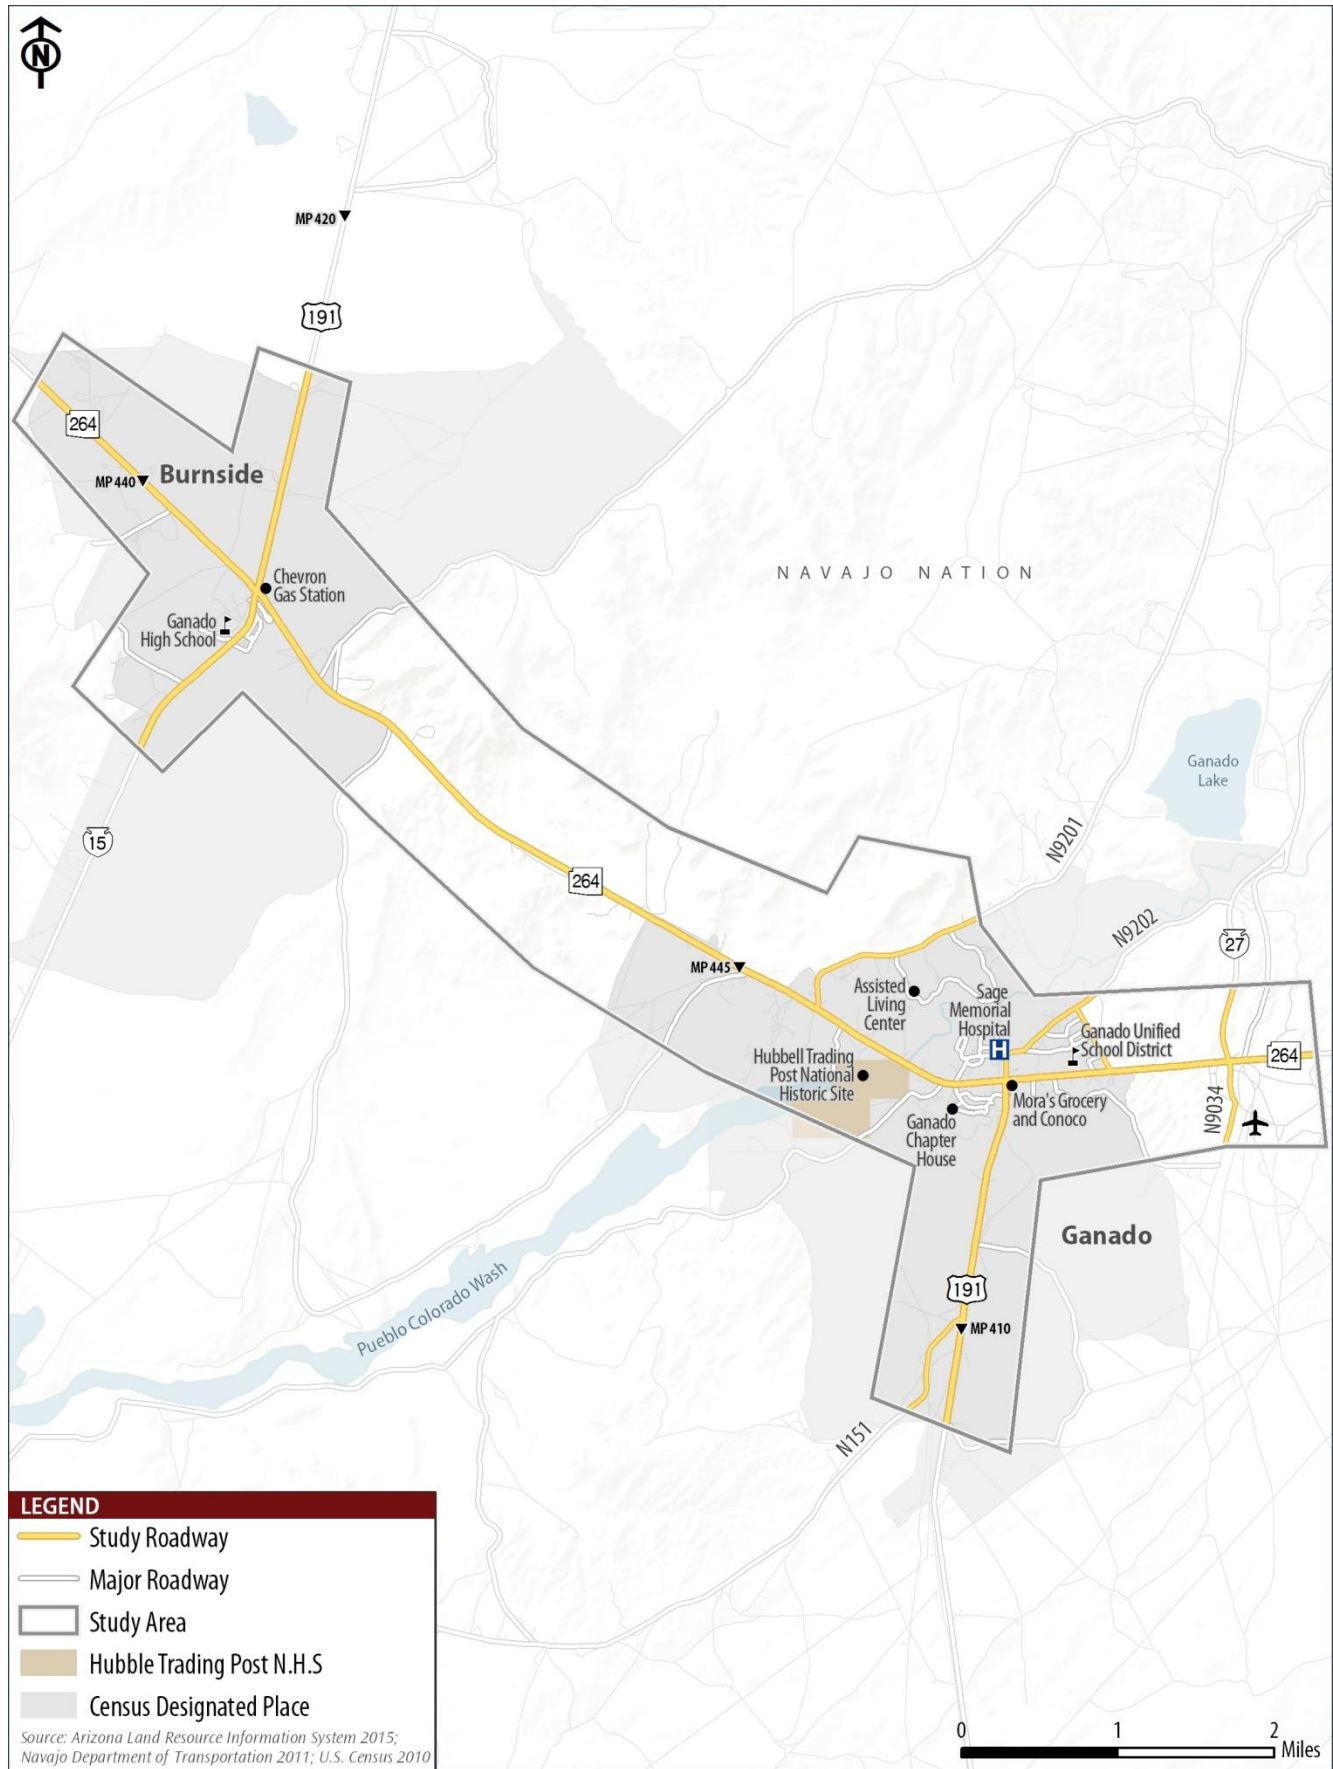 N
MP 420
191
264
Burnside
MP 440
Chevron
Gas Station
Ganado
High School
NAVAJO NATION
15
Ganado
Lake
N9201
264
N9202
27
MP 445
Assisted
Living
Center
Sage
Memorial
Hospital
H
Ganado Unified
School District
264
Hubbell Trading
Post National
Historic Site
Mora's Grocery
and Conoco
N9034
Ganado
Chapter
House
Ganado
191
MP 410
Pueblo Colorado Wash
N151
LEGEND
Study Roadway
Major Roadway
Study Area
Hubble Trading Post N.H.S
Census Designated Place
Source: Arizona Land Resource Information System 2015;
Navajo Department of Transportation 2011; U.S. Census 2010
0 1 2
Miles